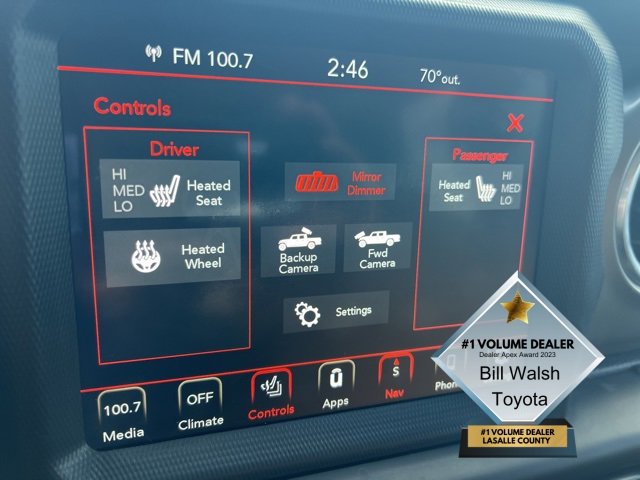 FM 100.7 2:46 70°out.
Controls
Driver
HI
MED
LO
Heated
Seat
Heated
Wheel
Mirror
Dimmer
Backup
Camera
Fwd
Camera
Settings
Passenger
Heated
Seat
HI
MED
LO
100.7
Media
OFF
Climate
Controls
Apps
S
Nav
Phon
#1 VOLUME DEALER
Dealer Apex Award 2023
Bill Walsh
Toyota
#1 VOLUME DEALER
LASALLE COUNTY